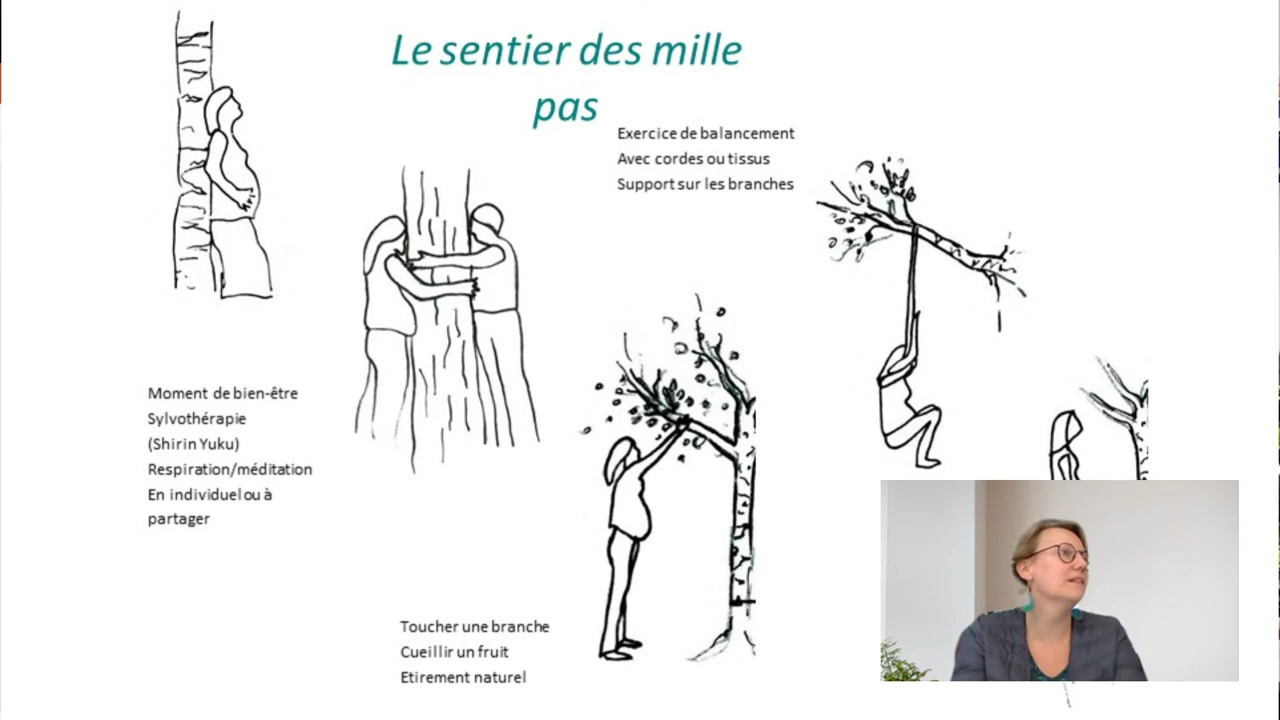 Le sentier des mille
pas
Exercice de balancement
Avec cordes ou tissus
Support sur les branches
Moment de bien-être
Sylvothérapie
(Shirin Yuku)
Respiration/méditation
En individuel ou à
partager
Toucher une branche
Cueillir un fruit
Etirement naturel